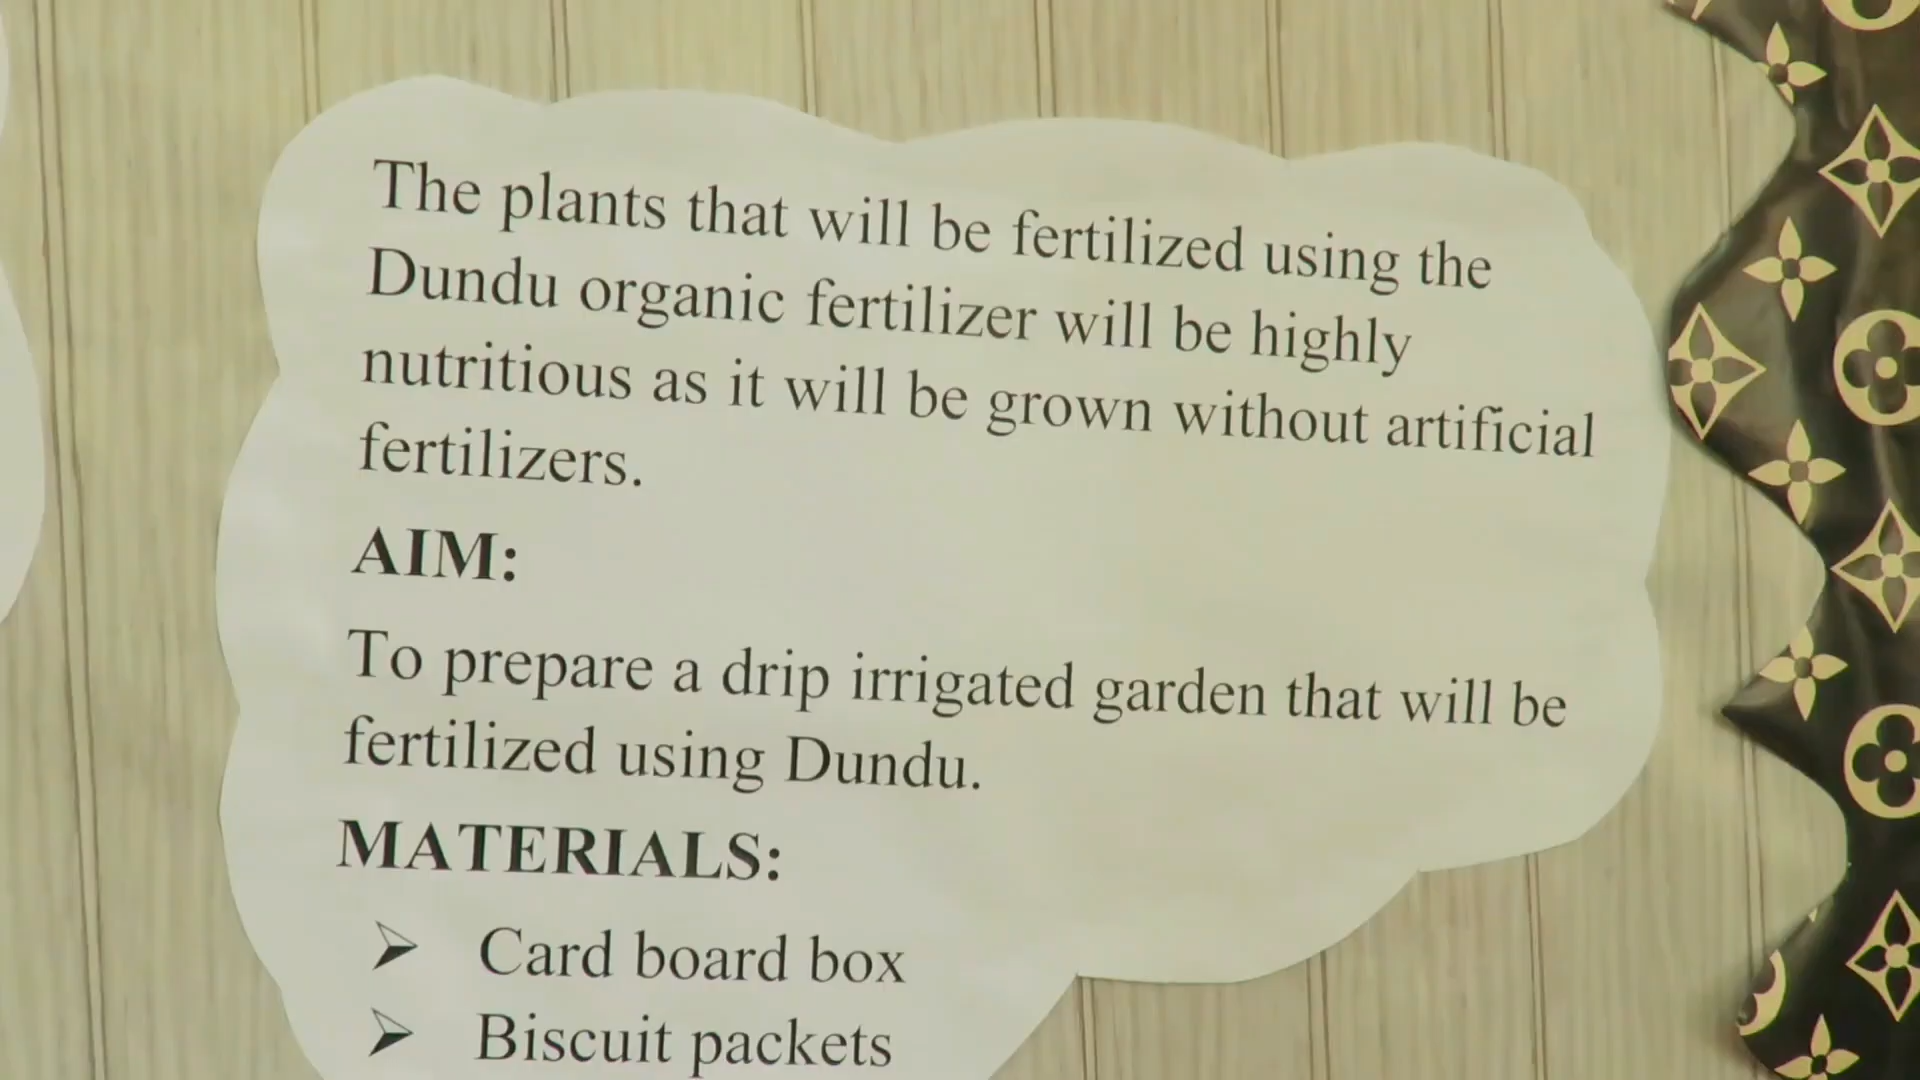 The plants that will be fertilized using the
Dundu organic fertilizer will be highly
nutritious as it will be grown without artificial
fertilizers.
AIM:
To prepare a drip irrigated garden that will be
fertilized using Dundu.
MATERIALS:
➢ Card board box
➢ Biscuit packets